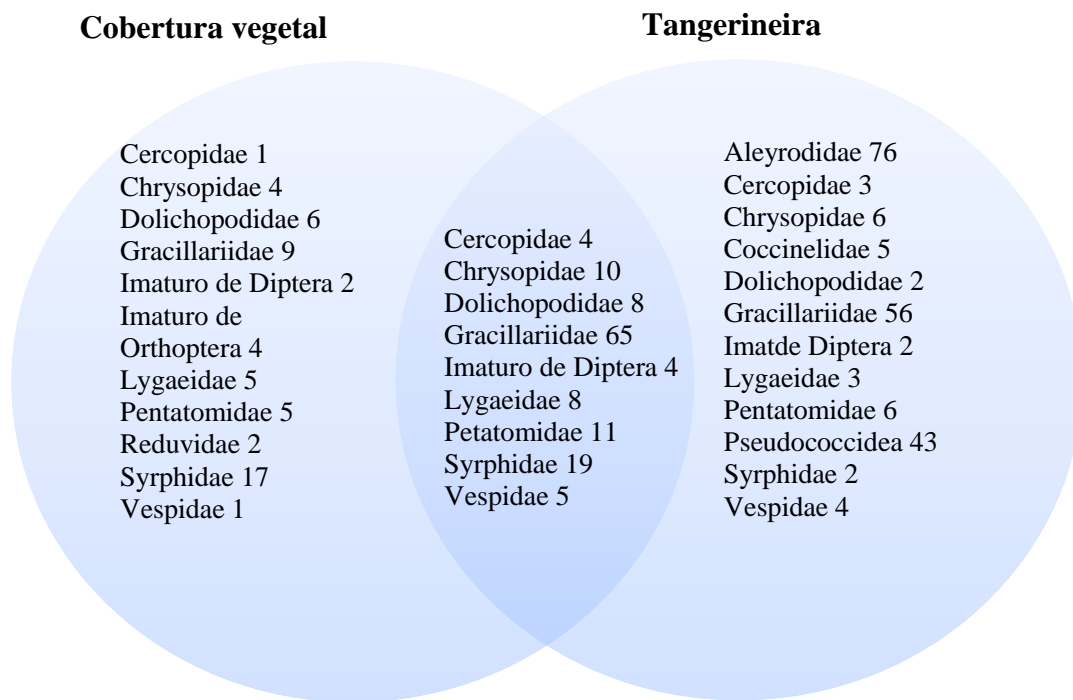 Cobertura vegetal
Tangerineira
Cercopidae 1
Chrysopidae 4
Dolichopodidae 6
Gracillariidae 9
Imaturo de Diptera 2
Imaturo de
Orthoptera 4
Lygaeidae 5
Pentatomidae 5
Reduvidae 2
Syrphidae 17
Vespidae 1
Cercopidae 4
Chrysopidae 10
Dolichopodidae 8
Gracillariidae 65
Imaturo de Diptera 4
Lygaeidae 8
Petatomidae 11
Syrphidae 19
Vespidae 5
Aleyrodidae 76
Cercopidae 3
Chrysopidae 6
Coccinelidae 5
Dolichopodidae 2
Gracillariidae 56
Imatde Diptera 2
Lygaeidae 3
Pentatomidae 6
Pseudococcidea 43
Syrphidae 2
Vespidae 4